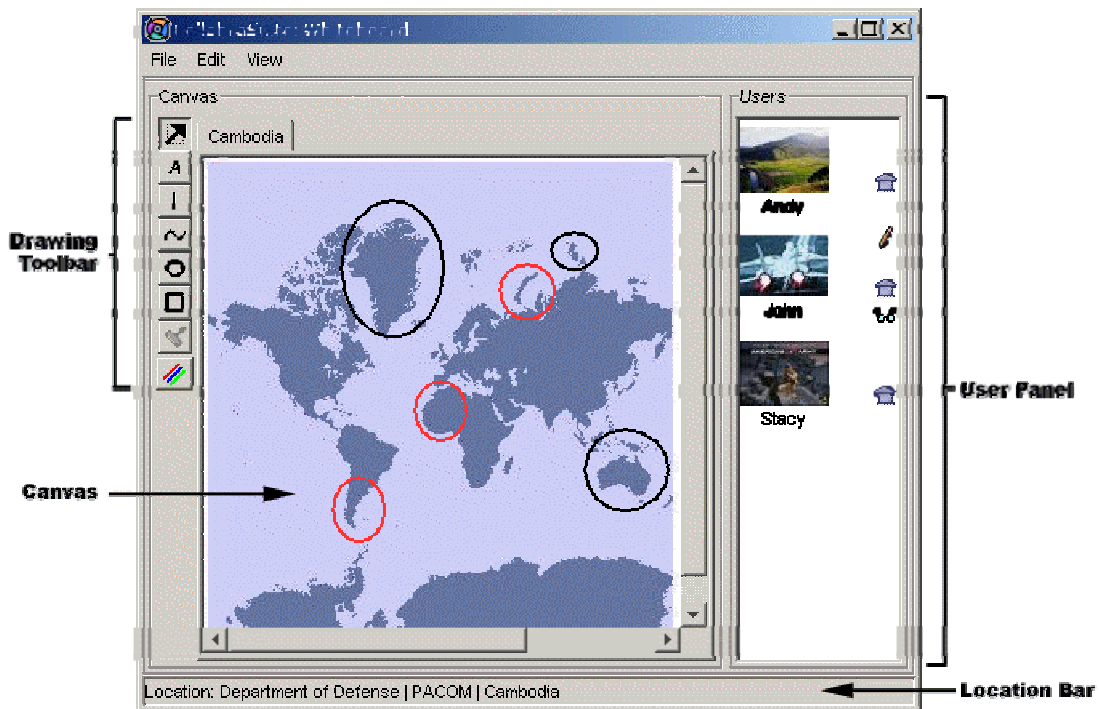 Whiteboard
File Edit View
Canvas
Users
Cambodia
A
Drawing
Toolbar
Andy
John
Stacy
User Panel
Canvas
Location: Department of Defense | PACOM | Cambodia
Location Bar